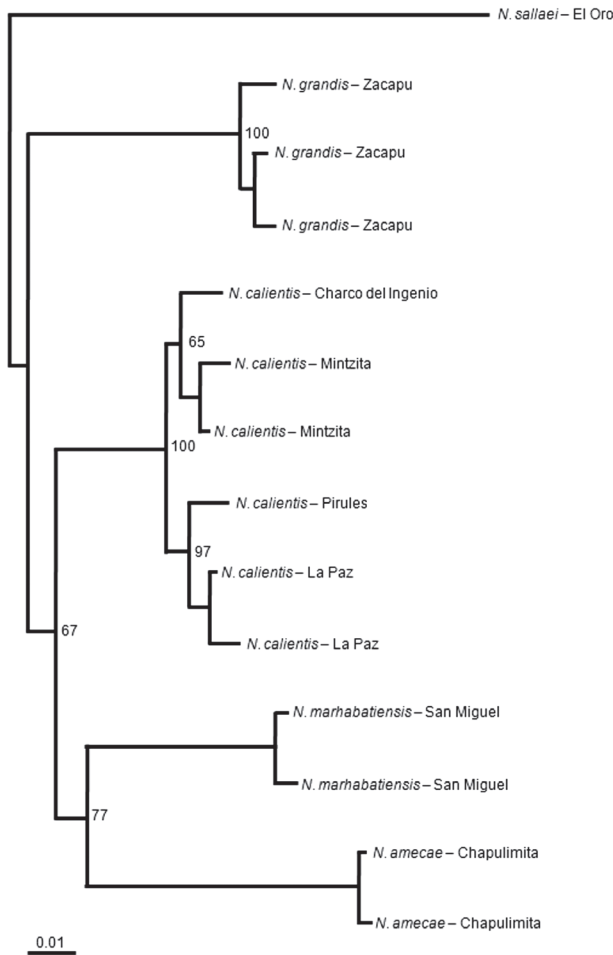 N. sallaei – El Oro
N. grandis – Zacapu
100
N. grandis – Zacapu
N. grandis – Zacapu
N. calientis – Charco del Ingenio
65
N. calientis – Mintzita
N. calientis – Mintzita
100
N. calientis – Pirules
97
N. calientis – La Paz
67
N. calientis – La Paz
N. marhabatiensis – San Miguel
N. marhabatiensis – San Miguel
77
N. amecae – Chapulimita
N. amecae – Chapulimita
0.01